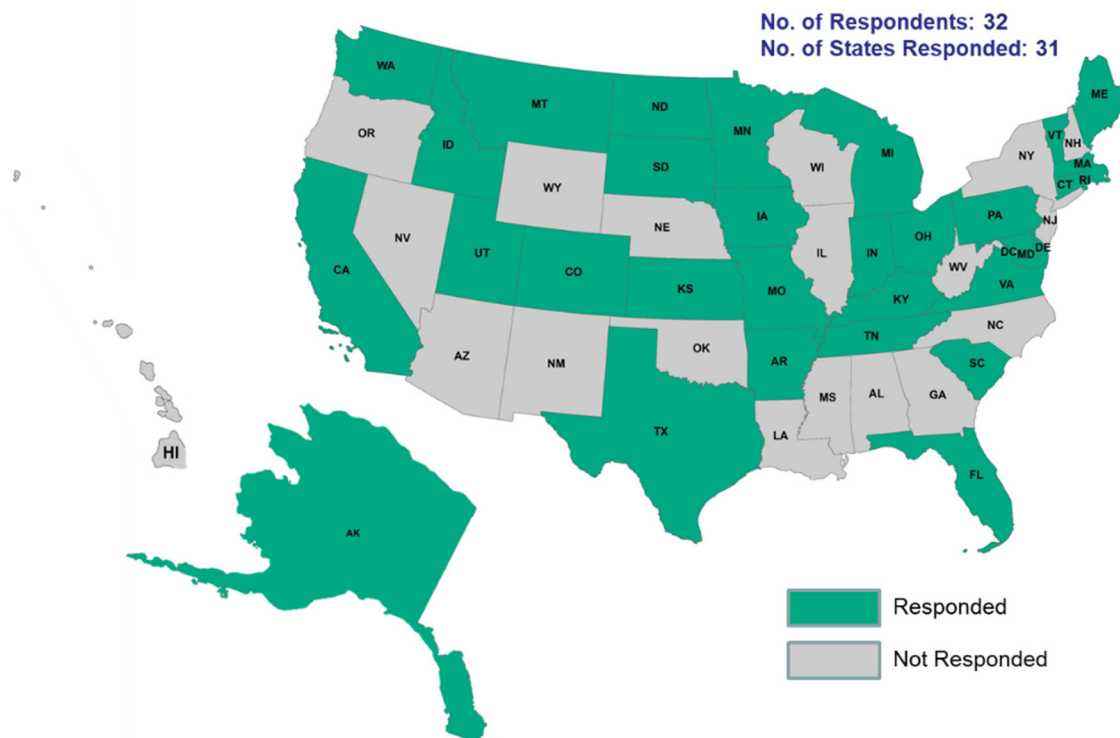 No. of Respondents: 32
No. of States Responded: 31
WA
MT
ND
MN
ME
OR
ID
SD
WI
MI
VT
NH
NY
MA
CT
RI
WY
IA
PA
NE
NJ
NV
UT
CO
IL
IN
OH
DE
DC
MD
WV
VA
CA
KS
MO
KY
NC
TN
AZ
NM
OK
AR
SC
MS
AL
GA
TX
LA
HI
FL
AK
Responded
Not Responded